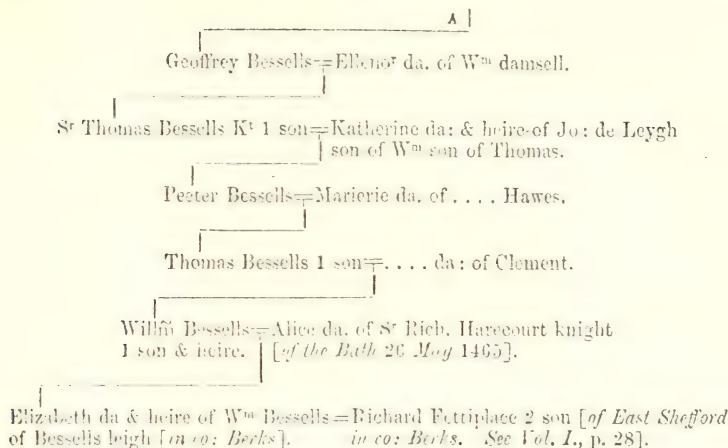 A
Geoffrey Bessells=Ellenoʳ da. of Wᵐ damsell.
Sʳ Thomas Bessells Kᵗ 1 son=Katherine da: & heire of Jo: de Leygh
son of Wᵐ son of Thomas.
Peeter Bessells=Marierie da. of . . . . Hawes.
Thomas Bessells 1 son=. . . . da: of Clement.
Willm̃ Bessells=Alice da. of Sʳ Rich. Harecourt knight
1 son & heire. [of the Bath 26 May 1465].
Elizabeth da & heire of Wᵐ Bessells=Richard Fettiplace 2 son [of East Shefford
of Bessells leigh [in co: Berks]. in co: Berks. See Vol. I., p. 28].